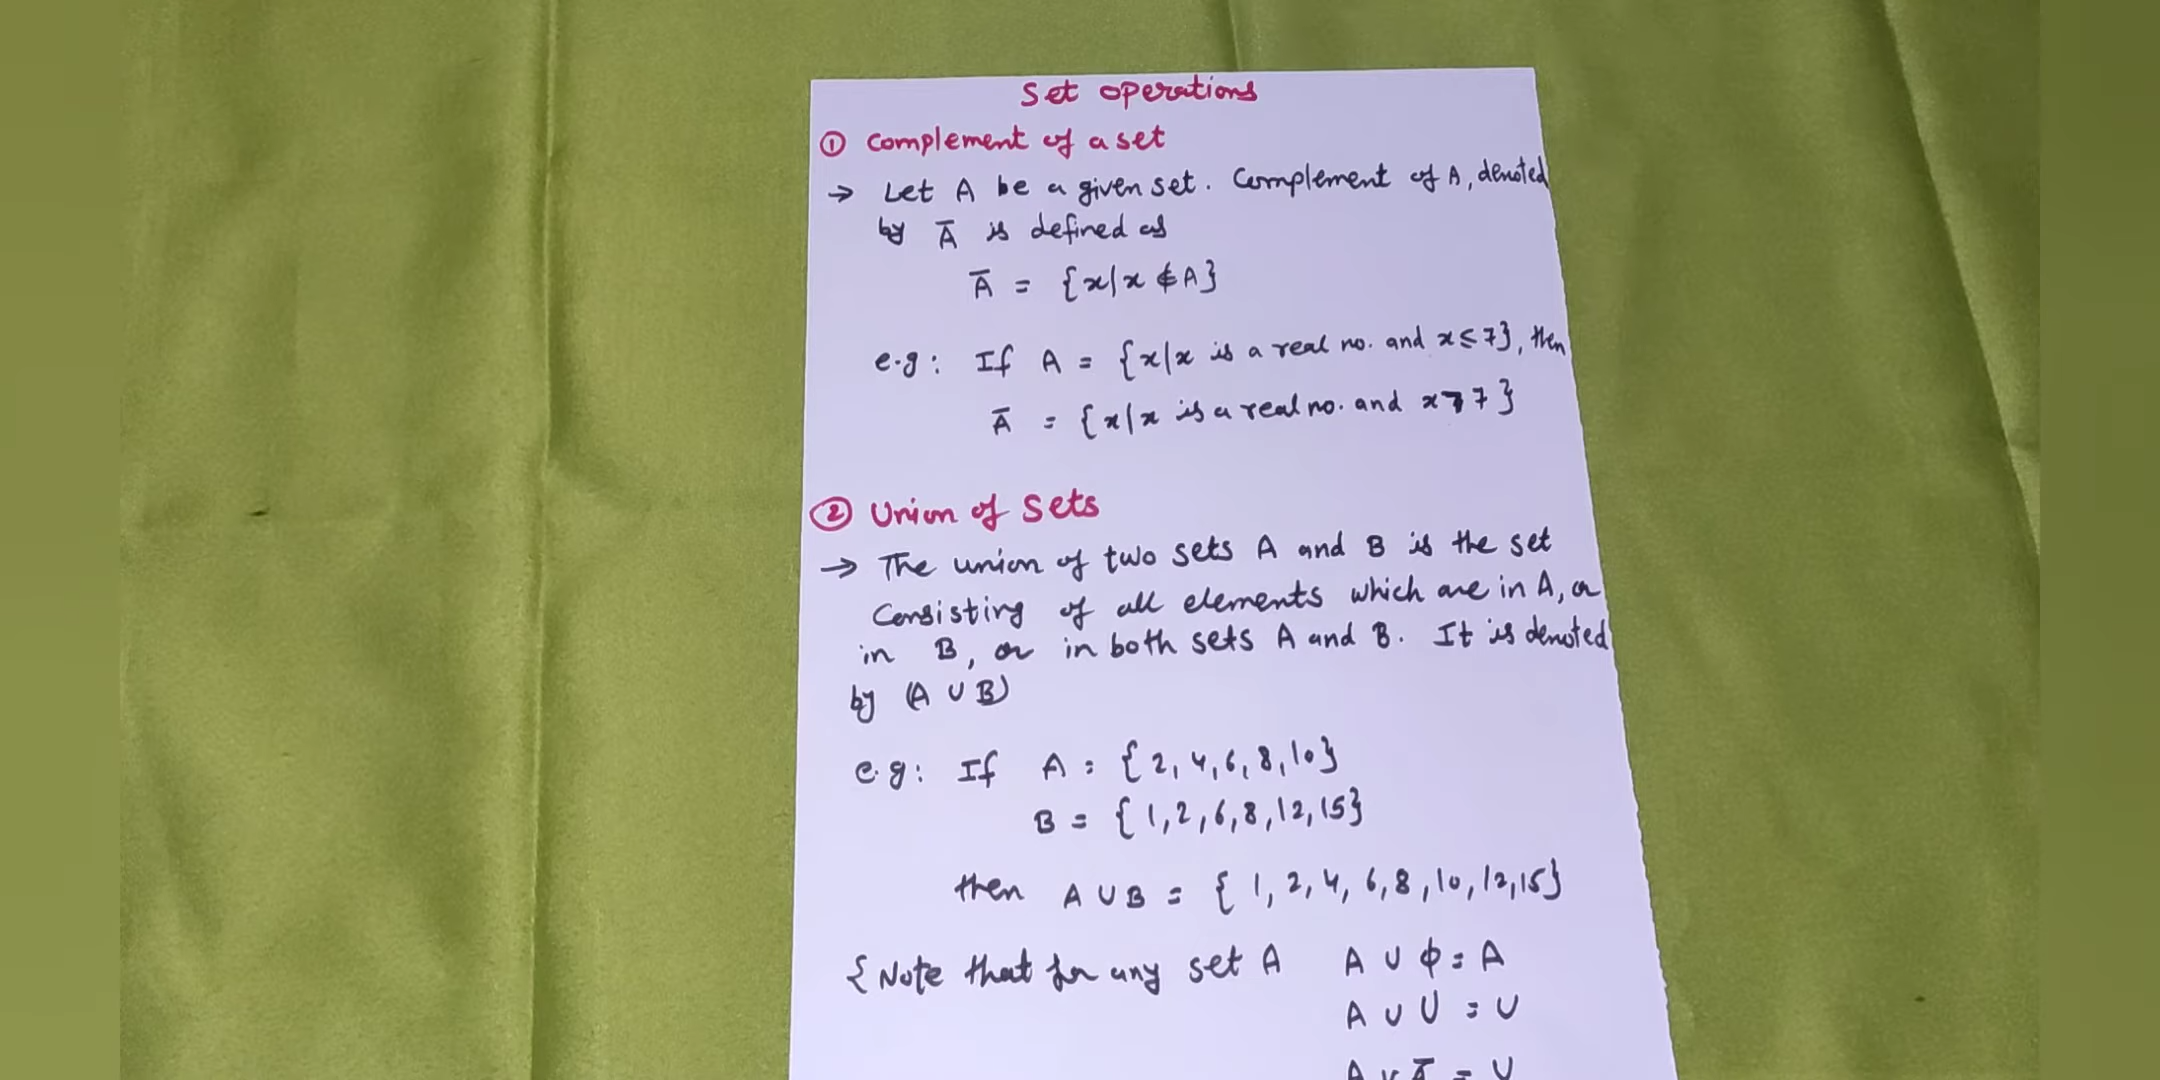 Set operations
① Complement of a set
→ Let A be a given set. Complement of A, denoted
by A̅ is defined as
A̅ = {x|x ∉ A}
e.g: If A = {x|x is a real no. and x ≤ 7}, then
A̅ = {x|x is a real no. and x > 7}
② Union of Sets
→ The union of two sets A and B is the set
Consisting of all elements which are in A, or
in B, or in both sets A and B. It is denoted
by (A ∪ B)
e.g: If A = {2, 4, 6, 8, 10}
B = {1, 2, 6, 8, 12, 15}
then A ∪ B = {1, 2, 4, 6, 8, 10, 12, 15}
{Note that for any set A A ∪ ϕ = A
A ∪ U = U
A ∪ A̅ = U